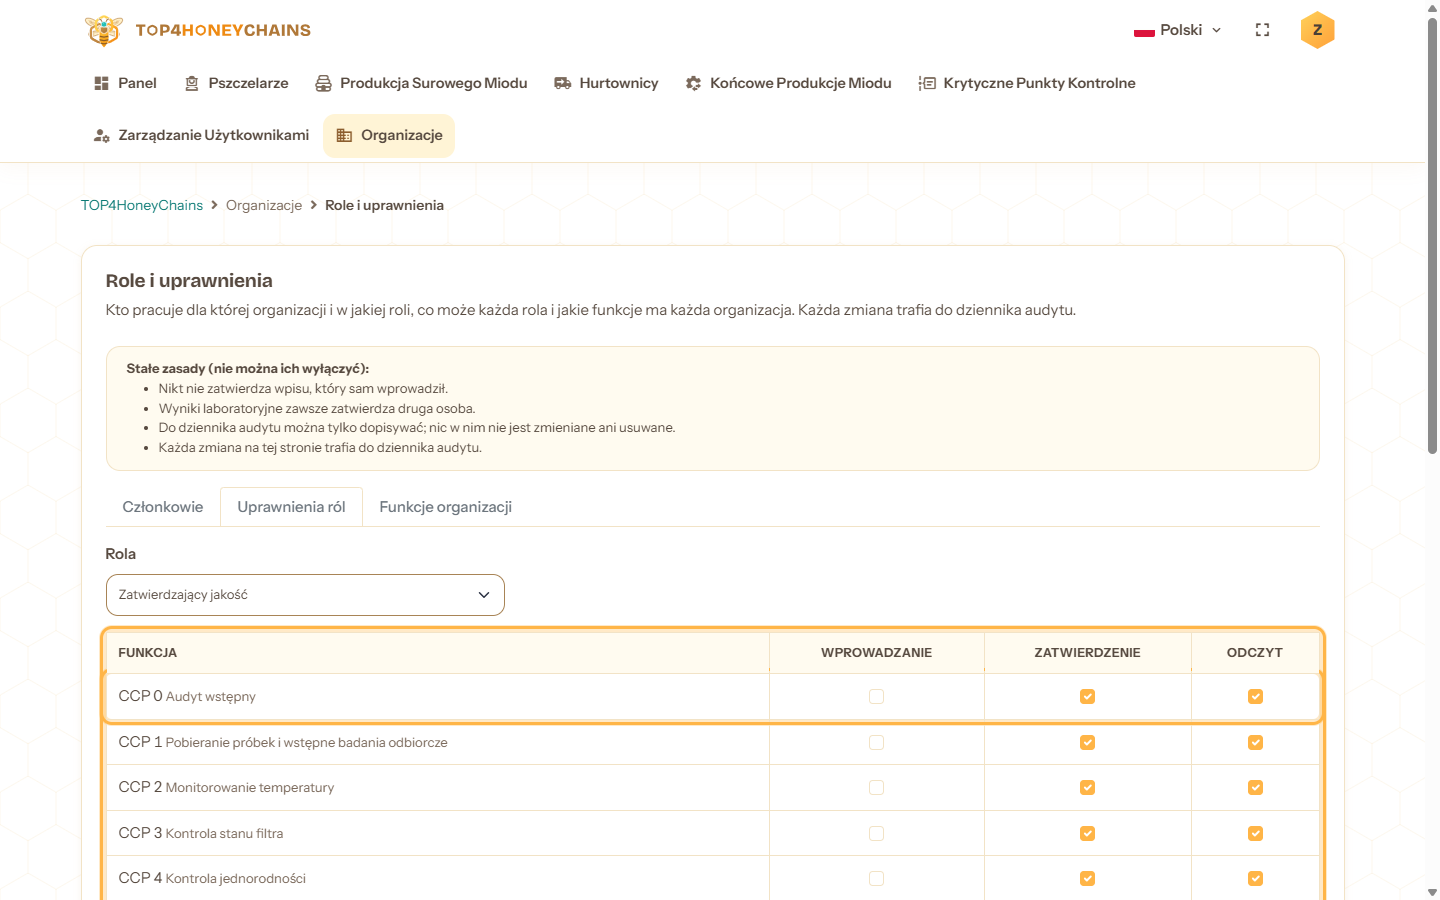 TOP4HONEYCHAINS
Polski
Z
Panel
Pszczelarze
Produkcja Surowego Miodu
Hurtownicy
Końcowe Produkcje Miodu
Krytyczne Punkty Kontrolne
Zarządzanie Użytkownikami
Organizacje
TOP4HoneyChains > Organizacje > Role i uprawnienia
Role i uprawnienia
Kto pracuje dla której organizacji i w jakiej roli, co może każda rola i jakie funkcje ma każda organizacja. Każda zmiana trafia do dziennika audytu.
Stałe zasady (nie można ich wyłączyć):
• Nikt nie zatwierdza wpisu, który sam wprowadził.
• Wyniki laboratoryjne zawsze zatwierdza druga osoba.
• Do dziennika audytu można tylko dopisywać; nic w nim nie jest zmieniane ani usuwane.
• Każda zmiana na tej stronie trafia do dziennika audytu.
Członkowie
Uprawnienia ról
Funkcje organizacji
Rola
Zatwierdzający jakość
FUNKCJA WPROWADZANIE ZATWIERDZENIE ODCZYT
CCP 0 Audyt wstępny
CCP 1 Pobieranie próbek i wstępne badania odbiorcze
CCP 2 Monitorowanie temperatury
CCP 3 Kontrola stanu filtra
CCP 4 Kontrola jednorodności